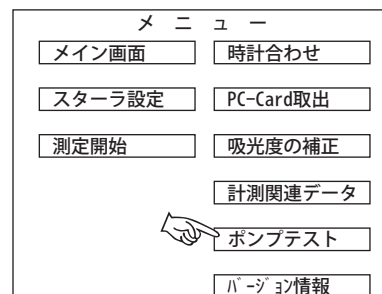 メ ニ ュ ー
メイン画面
時計合わせ
スターラ設定
PC-Card取出
測定開始
吸光度の補正
計測関連データ
ポンプテスト
ﾊﾞｰｼﾞｮﾝ情報